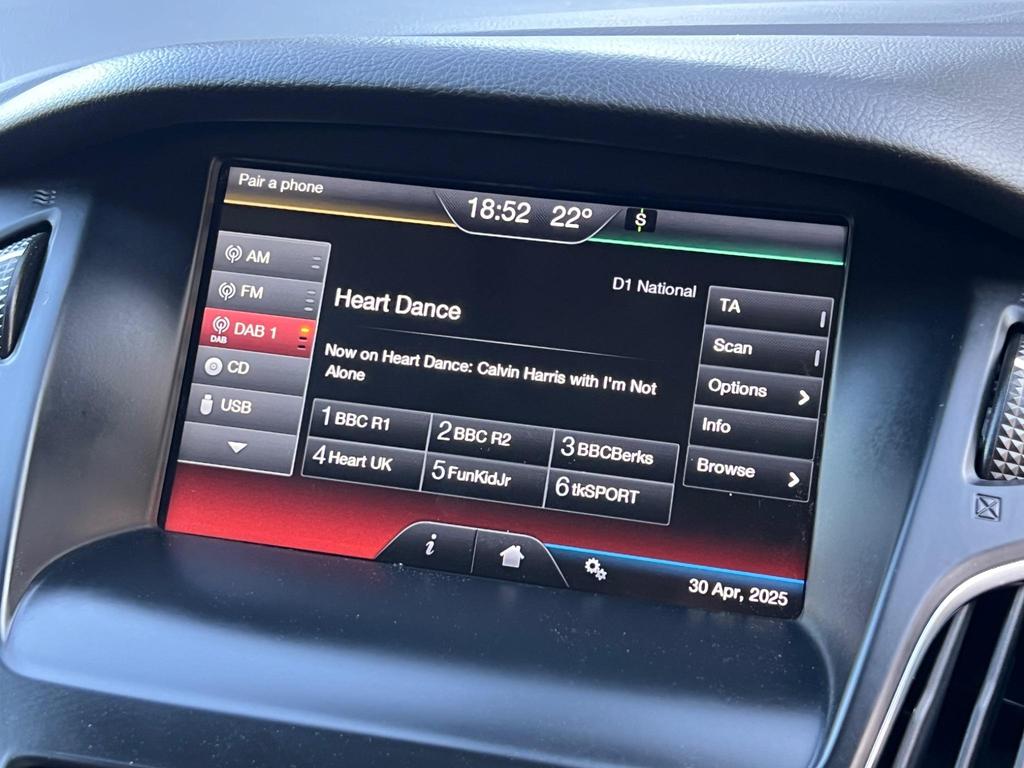 Pair a phone
18:52 22° S
AM
FM
DAB
DAB 1
CD
USB
D1 National
Heart Dance
Now on Heart Dance: Calvin Harris with I'm Not
Alone
1 BBC R1
2 BBC R2
3 BBCBerks
4 Heart UK
5 FunKidJr
6 tkSPORT
TA
Scan
Options
Info
Browse
i
30 Apr, 2025